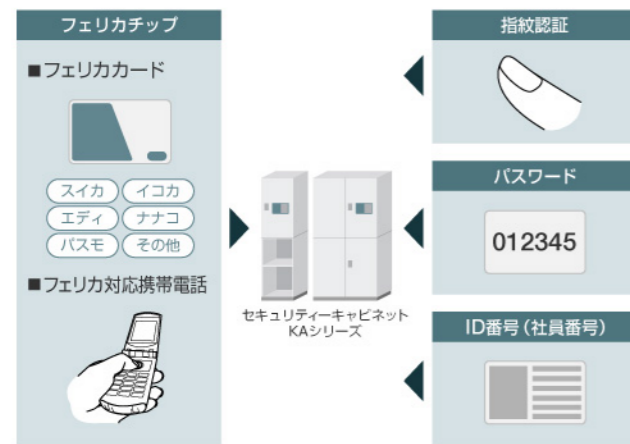 フェリカチップ
■フェリカカード
スイカ イコカ
エディ ナナコ
パスモ その他
■フェリカ対応携帯電話
セキュリティーキャビネット
KAシリーズ
指紋認証
パスワード
012345
ID番号(社員番号)